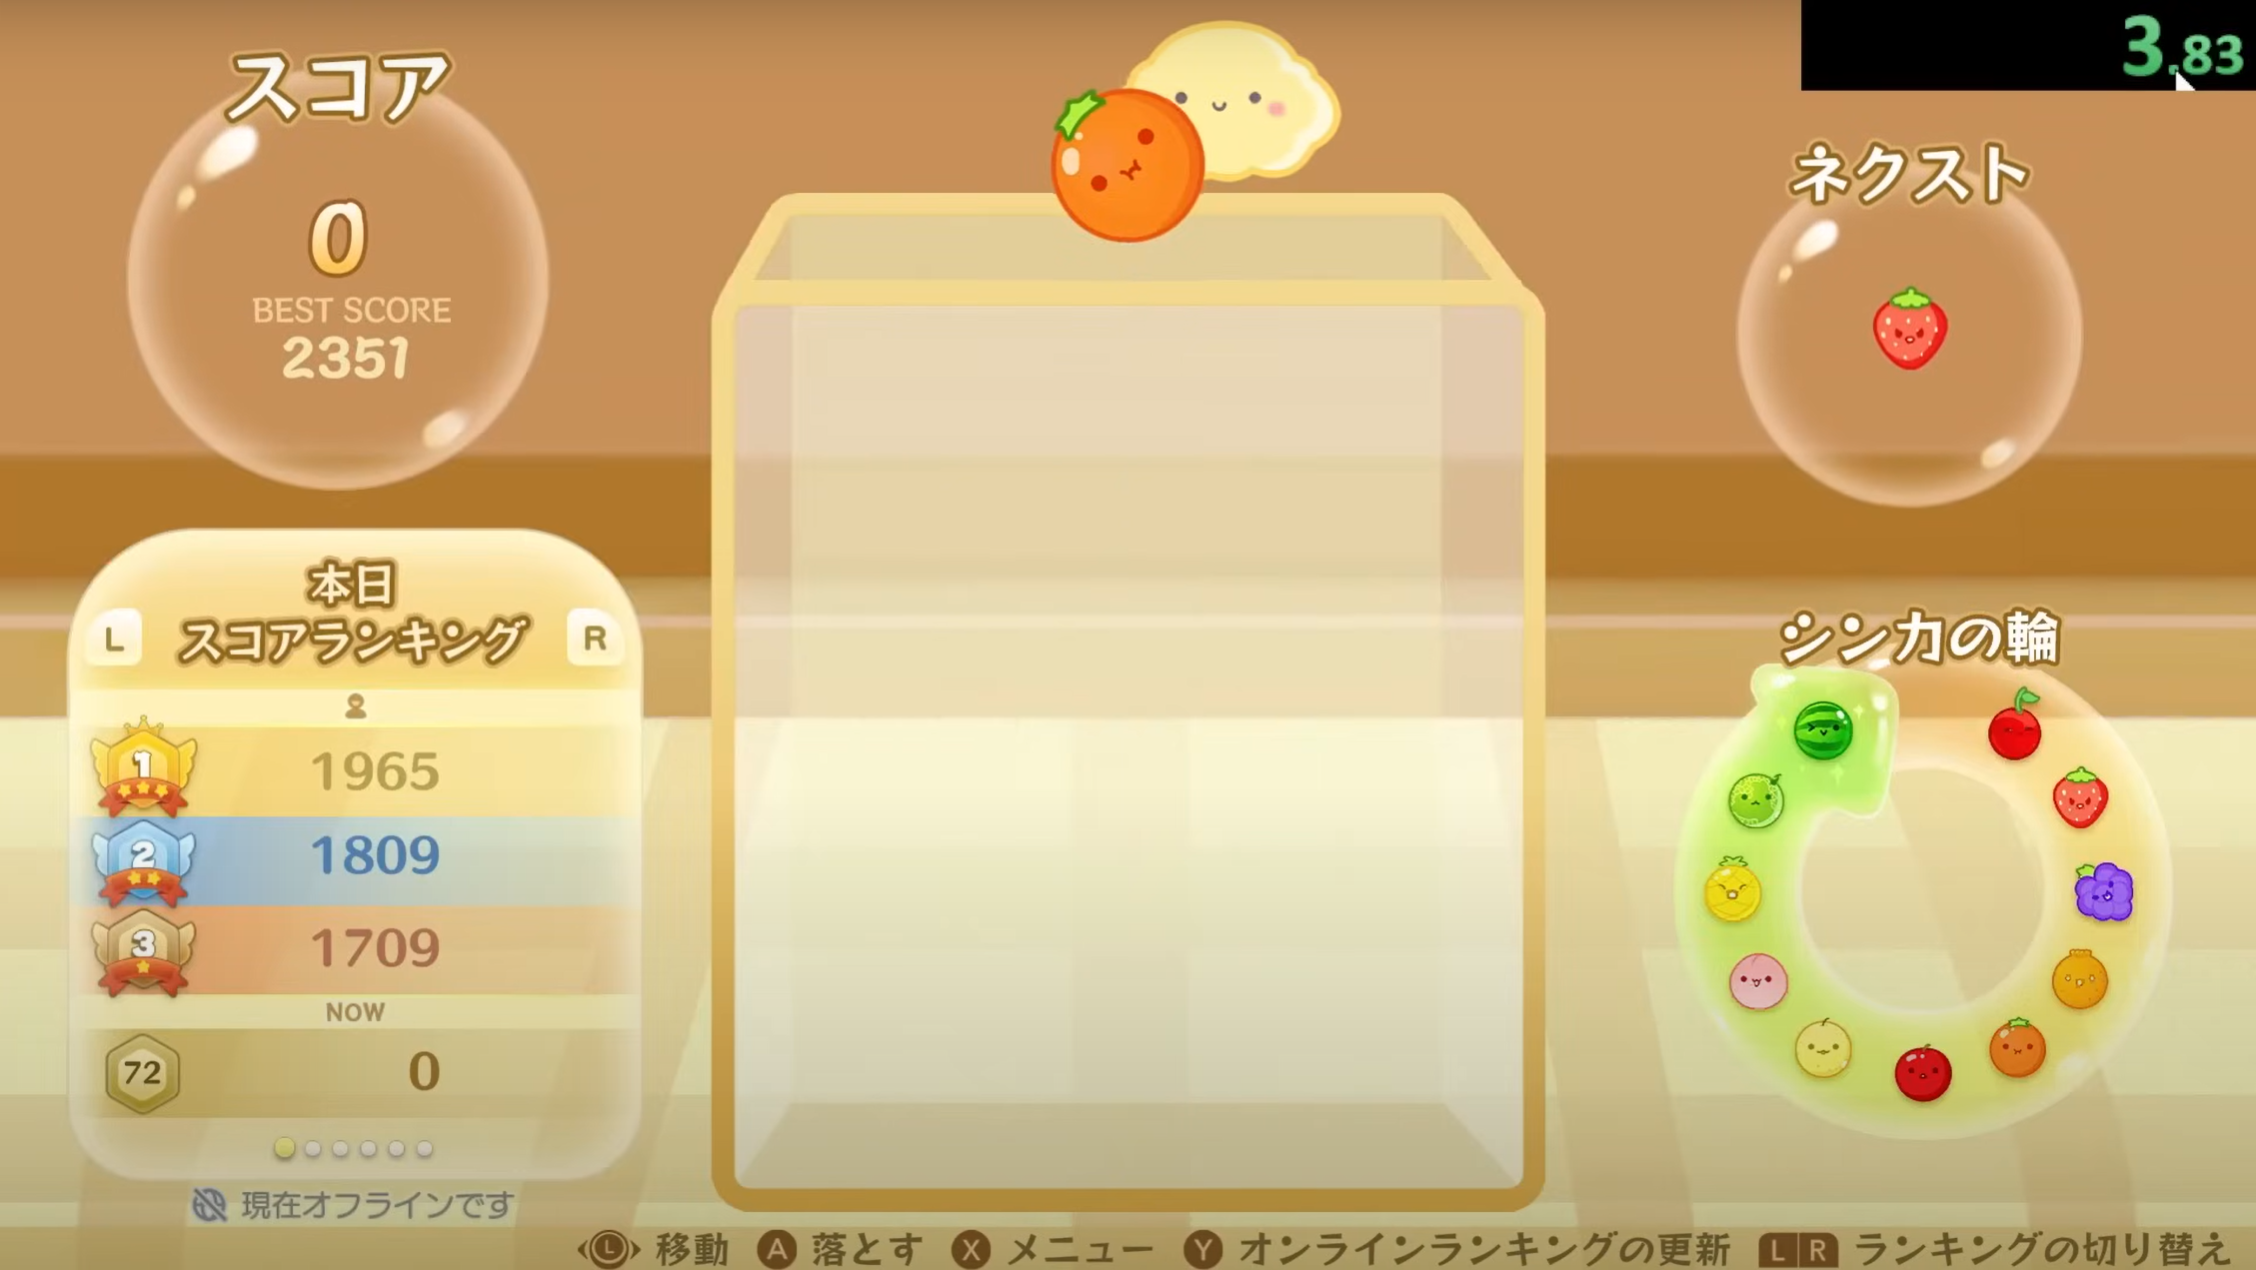 3.83
スコア
0
BEST SCORE
2351
ネクスト
本日
L スコアランキング R
1 1965
2 1809
3 1709
NOW
72 0
現在オフラインです
シンカの輪
L 移動 A 落とす X メニュー Y オンラインランキングの更新 L R ランキングの切り替え